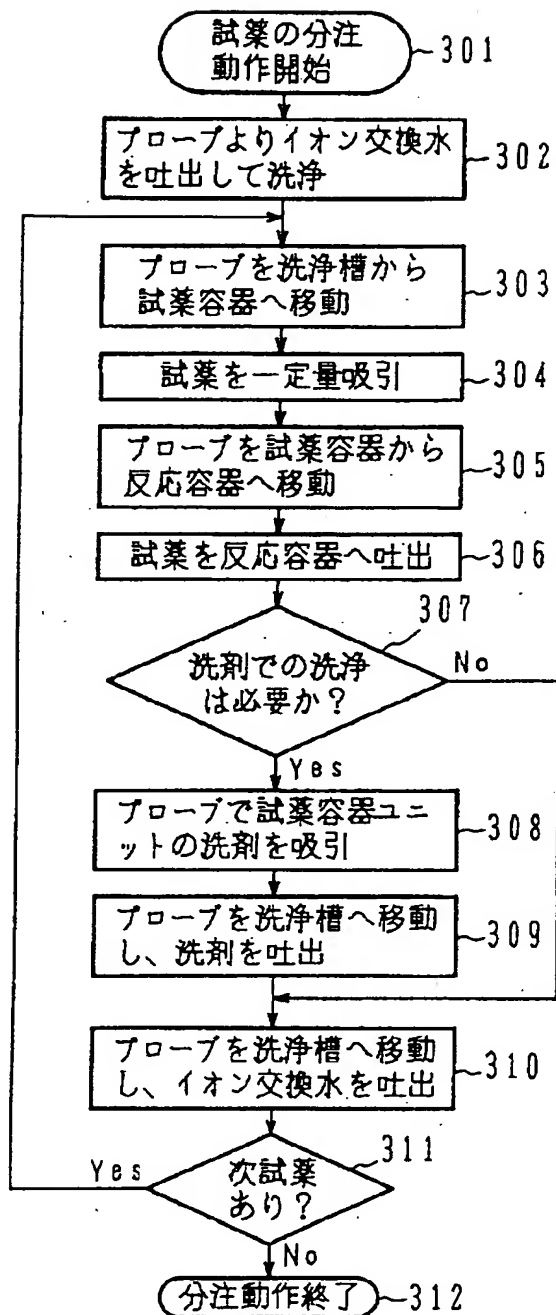 試薬の分注
動作開始
301
プローブよりイオン交換水
を吐出して洗浄
302
プローブを洗浄槽から
試薬容器へ移動
303
試薬を一定量吸引
304
プローブを試薬容器から
反応容器へ移動
305
試薬を反応容器へ吐出
306
307
洗剤での洗浄
は必要か?
No
Yes
プローブで試薬容器ユニ
ットの洗剤を吸引
308
プローブを洗浄槽へ移動
し、洗剤を吐出
309
プローブを洗浄槽へ移動
し、イオン交換水を吐出
310
311
Yes
次試薬
あり?
No
分注動作終了
312